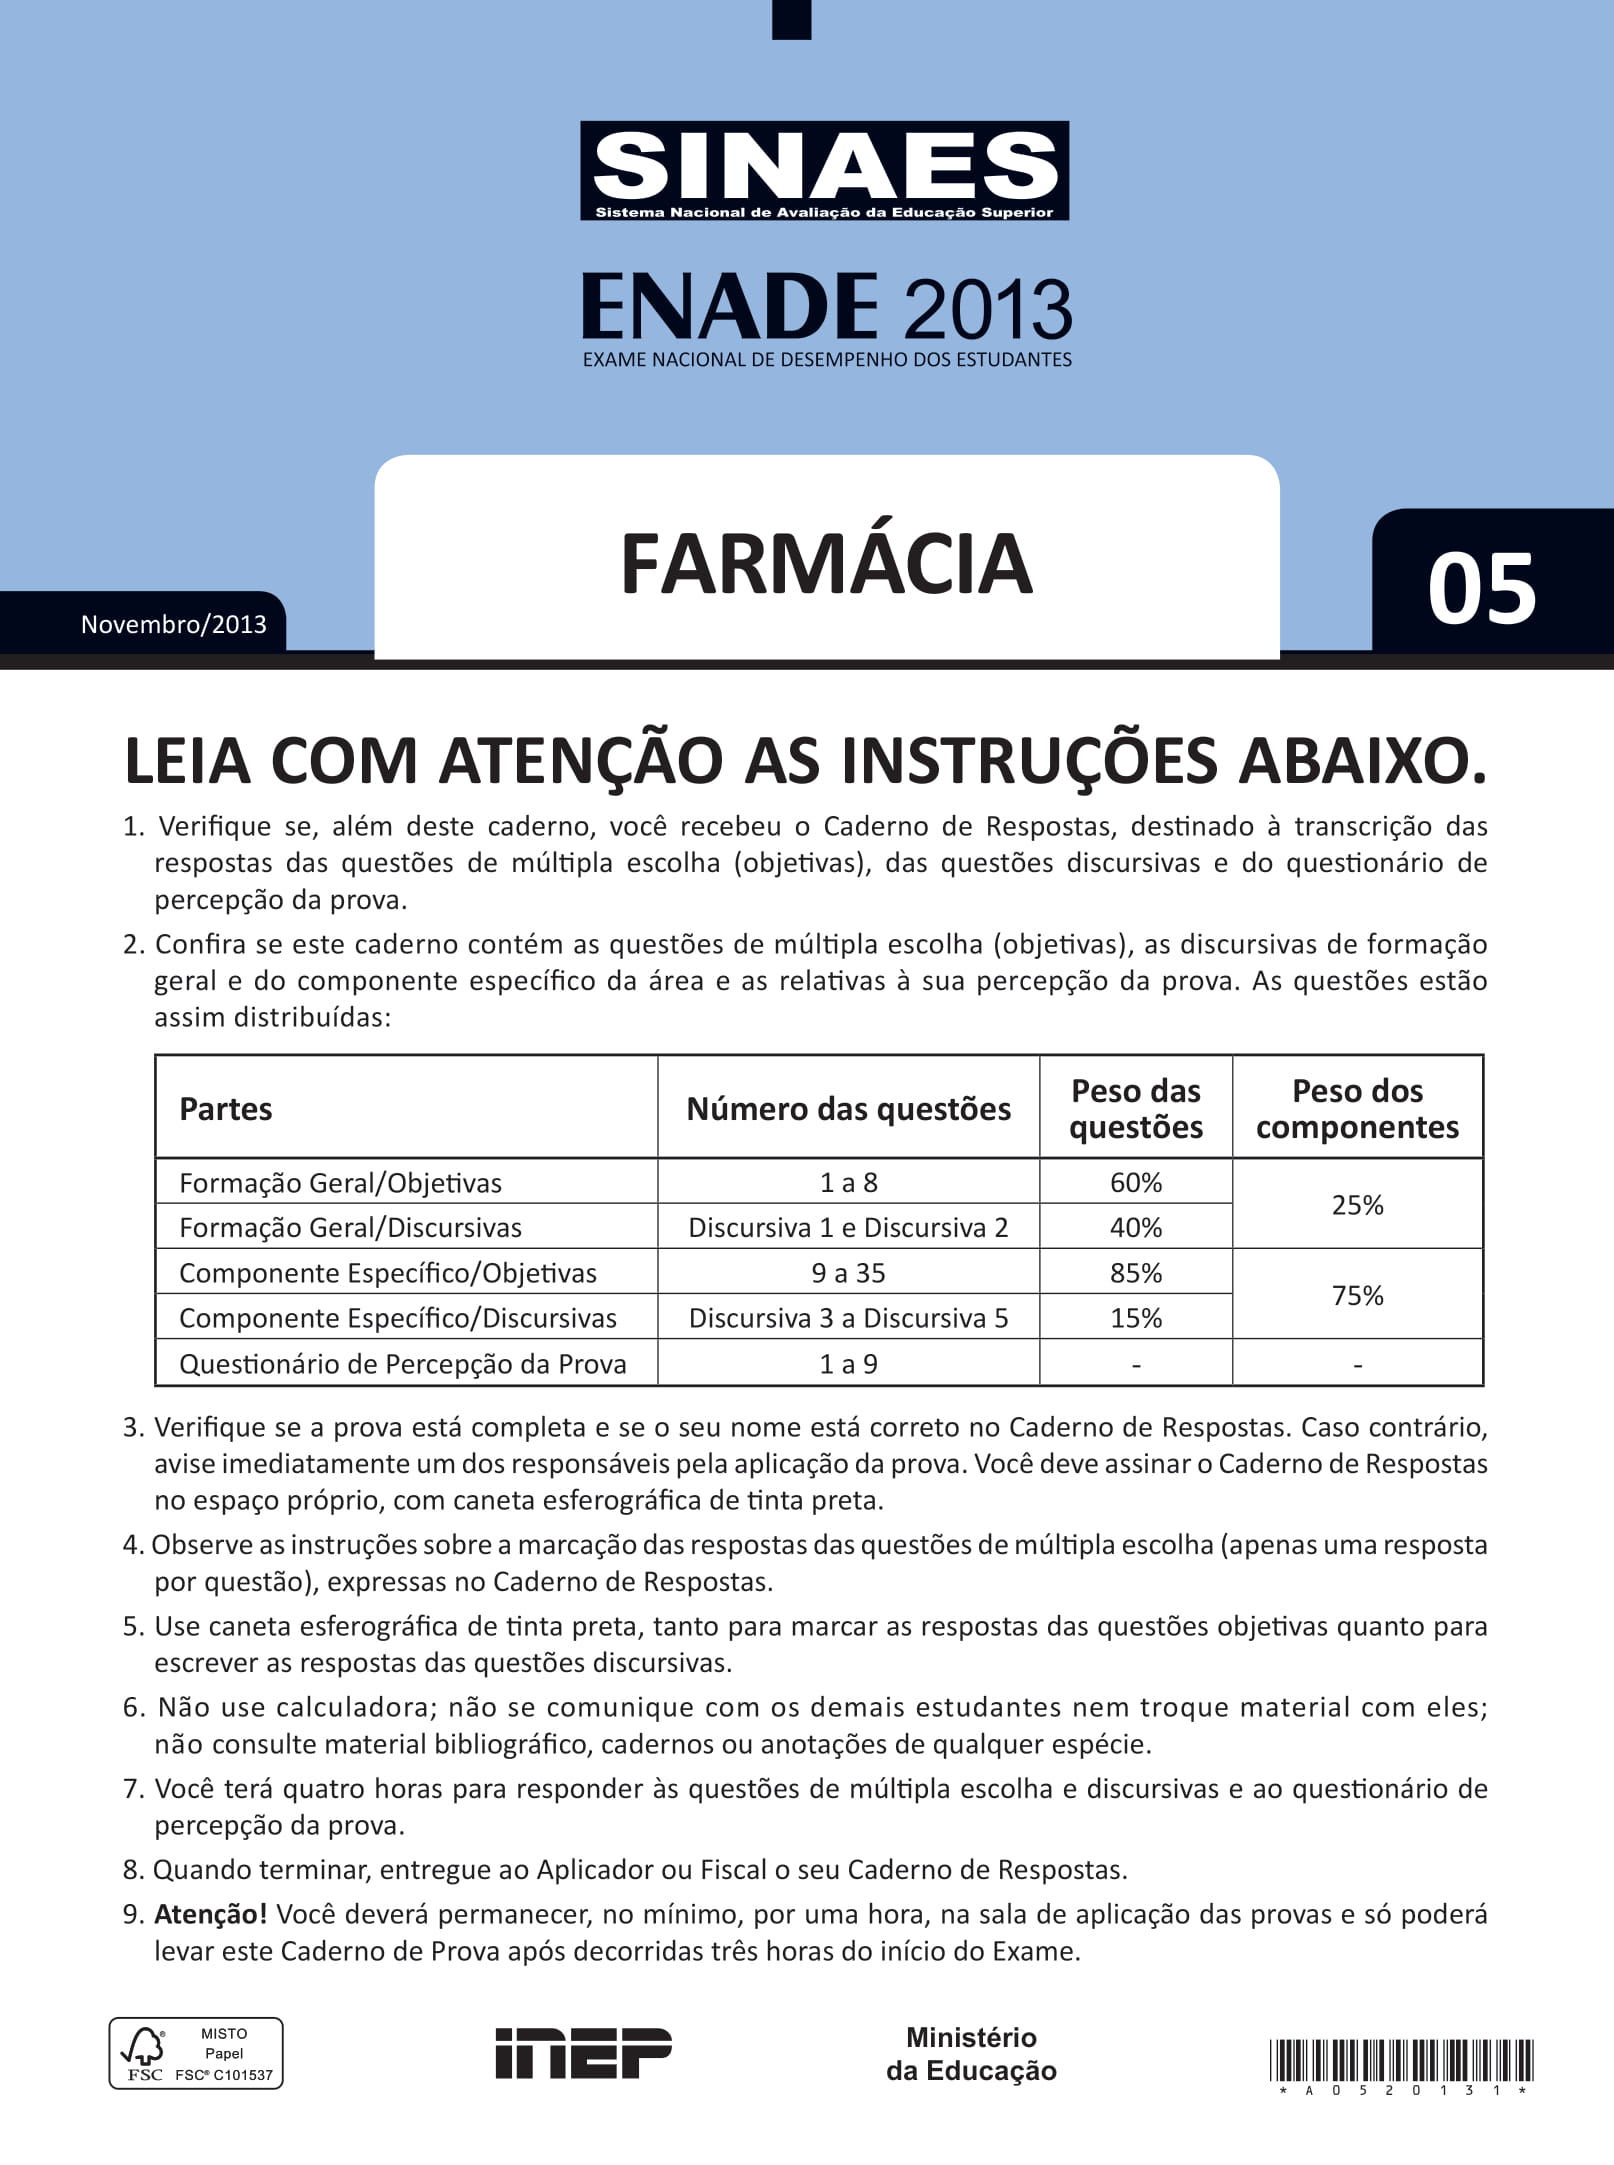 SINAES
Sistema Nacional de Avaliação da Educação Superior
ENADE 2013
EXAME NACIONAL DE DESEMPENHO DOS ESTUDANTES
FARMÁCIA
05
Novembro/2013
LEIA COM ATENÇÃO AS INSTRUÇÕES ABAIXO.
1. Verifique se, além deste caderno, você recebeu o Caderno de Respostas, destinado à transcrição das
respostas das questões de múltipla escolha (objetivas), das questões discursivas e do questionário de
percepção da prova.
2. Confira se este caderno contém as questões de múltipla escolha (objetivas), as discursivas de formação
geral e do componente específico da área e as relativas à sua percepção da prova. As questões estão
assim distribuídas:
Partes Número das questões Peso das questões Peso dos componentes
Formação Geral/Objetivas 1 a 8 60% 25%
Formação Geral/Discursivas Discursiva 1 e Discursiva 2 40%
Componente Específico/Objetivas 9 a 35 85% 75%
Componente Específico/Discursivas Discursiva 3 a Discursiva 5 15%
Questionário de Percepção da Prova 1 a 9 - -
3. Verifique se a prova está completa e se o seu nome está correto no Caderno de Respostas. Caso contrário,
avise imediatamente um dos responsáveis pela aplicação da prova. Você deve assinar o Caderno de Respostas
no espaço próprio, com caneta esferográfica de tinta preta.
4. Observe as instruções sobre a marcação das respostas das questões de múltipla escolha (apenas uma resposta
por questão), expressas no Caderno de Respostas.
5. Use caneta esferográfica de tinta preta, tanto para marcar as respostas das questões objetivas quanto para
escrever as respostas das questões discursivas.
6. Não use calculadora; não se comunique com os demais estudantes nem troque material com eles;
não consulte material bibliográfico, cadernos ou anotações de qualquer espécie.
7. Você terá quatro horas para responder às questões de múltipla escolha e discursivas e ao questionário de
percepção da prova.
8. Quando terminar, entregue ao Aplicador ou Fiscal o seu Caderno de Respostas.
9. Atenção! Você deverá permanecer, no mínimo, por uma hora, na sala de aplicação das provas e só poderá
levar este Caderno de Prova após decorridas três horas do início do Exame.
FSC®
MISTO
Papel
FSC® C101537
INEP
Ministério
da Educação
* A 0 5 2 0 1 3 1 *